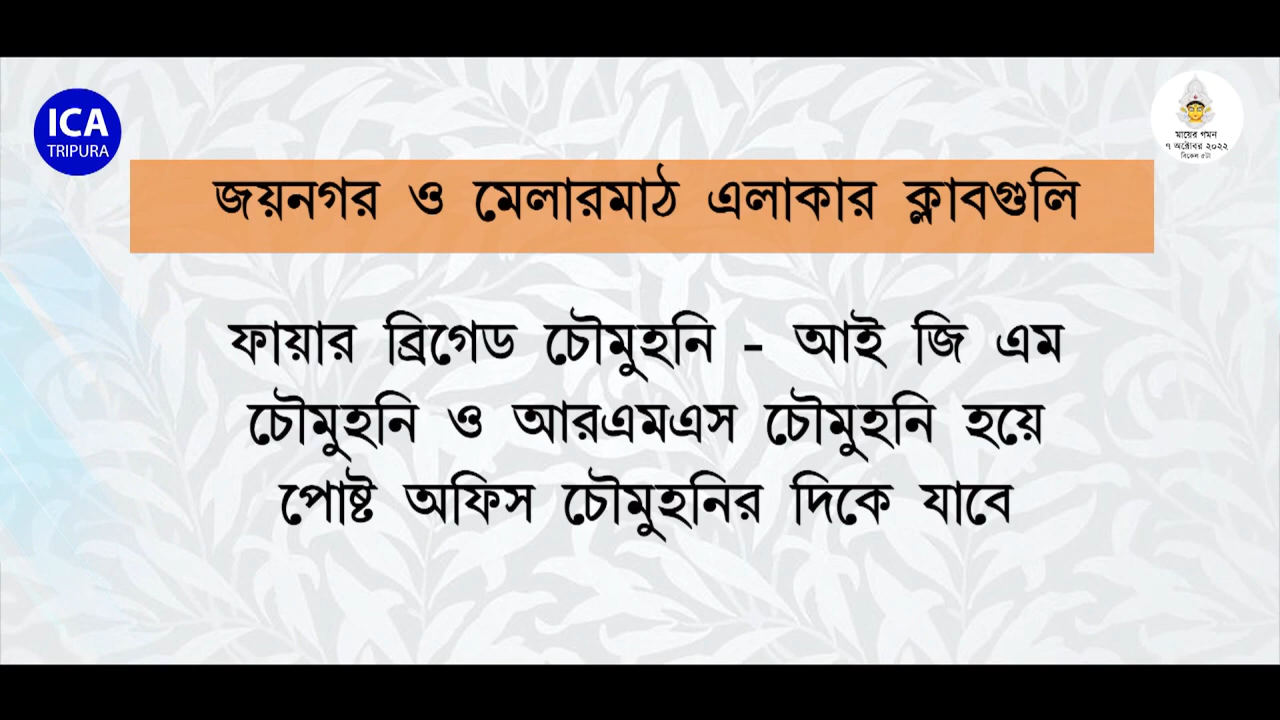 ICA
TRIPURA
মায়ের গমন
৭ অক্টোবর ২০২২
বিকেল ৫টা
জয়নগর ও মেলারমাঠ এলাকার ক্লাবগুলি
ফায়ার ব্রিগেড চৌমুহনি - আই জি এম
চৌমুহনি ও আরএমএস চৌমুহনি হয়ে
পোষ্ট অফিস চৌমুহনির দিকে যাবে